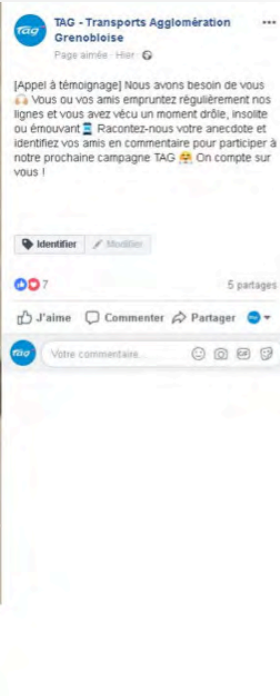 TAG - Transports Agglomération
Grenobloise
Page aimée · Hier ·
[Appel à témoignage] Nous avons besoin de vous
🎧 Vous ou vos amis empruntez régulièrement nos
lignes et vous avez vécu un moment drôle, insolite
ou émouvant 🚆 Racontez-nous votre anecdote et
identifiez vos amis en commentaire pour participer à
notre prochaine campagne TAG 🤗 On compte sur
vous !
Identifier Modifier
7 5 partages
J'aime Commenter Partager
Votre commentaire...